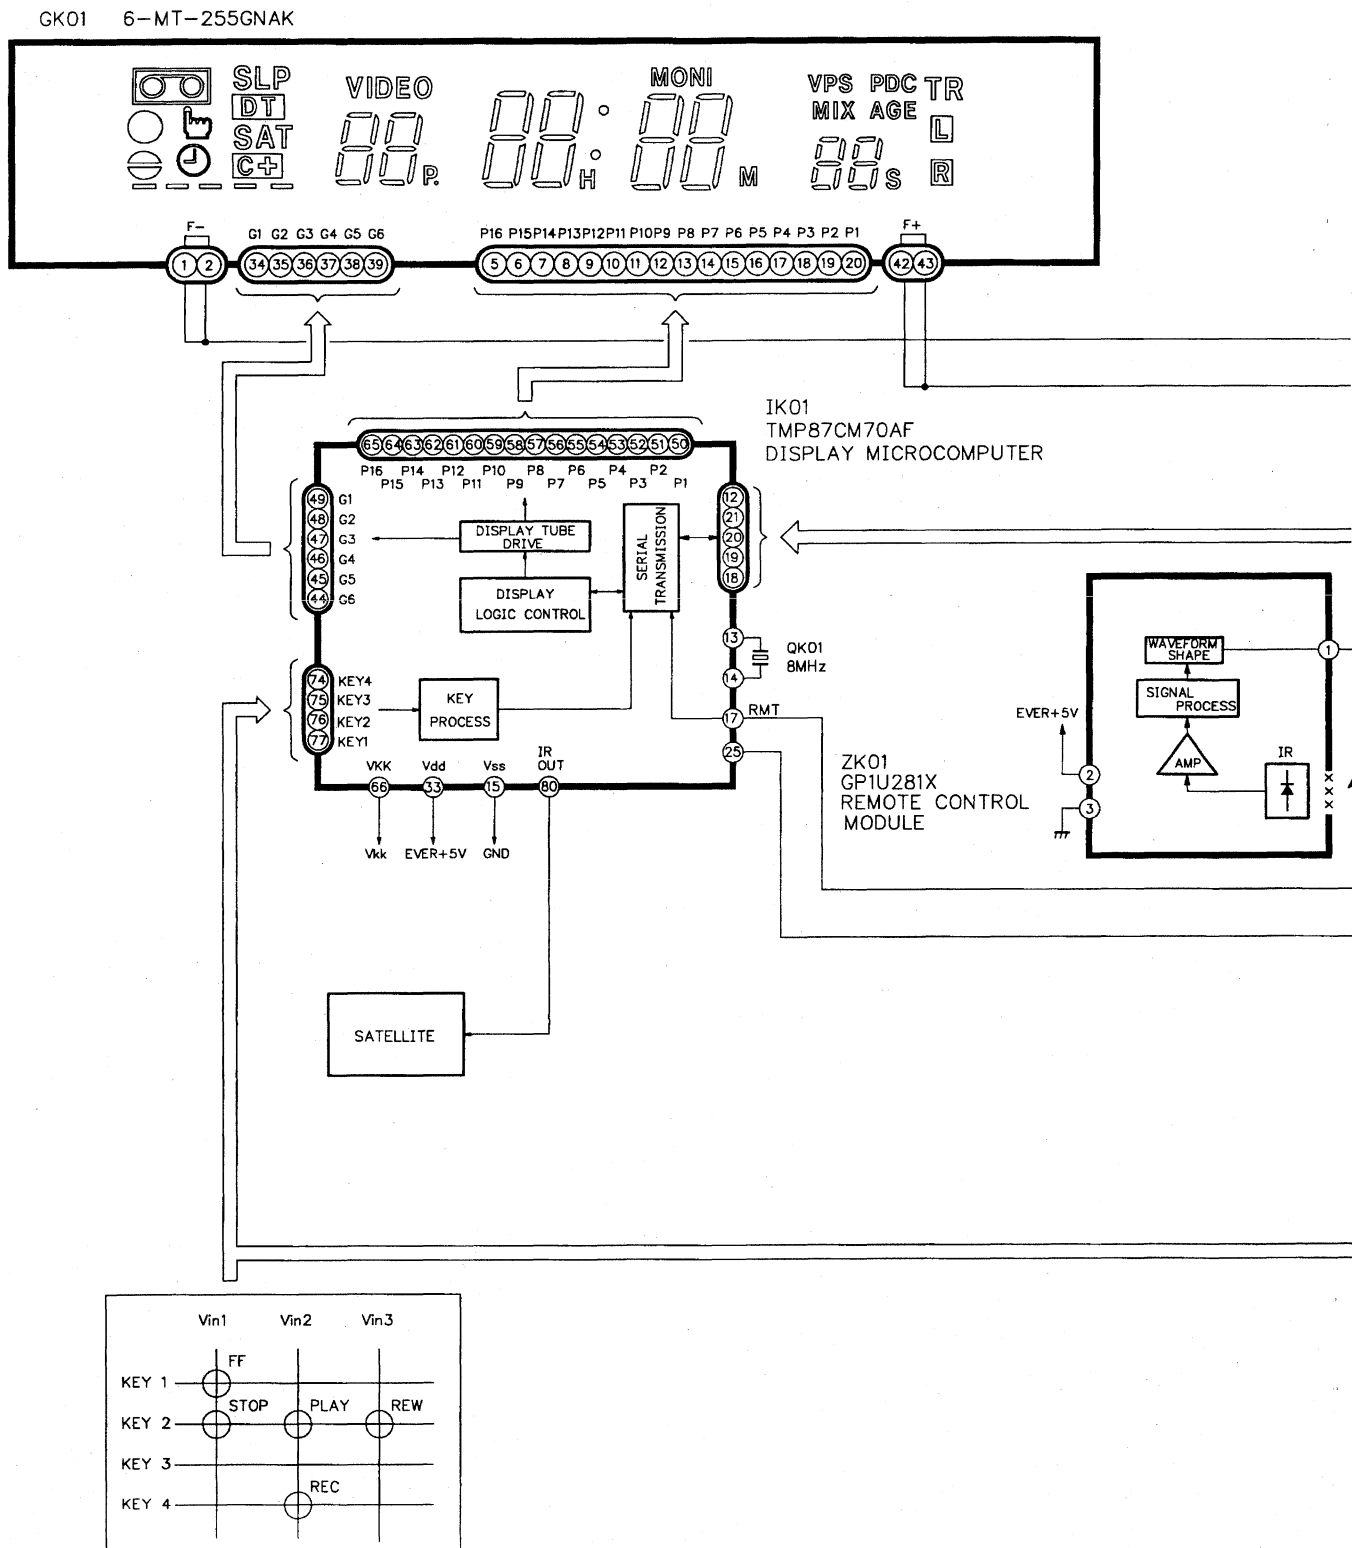 GK01 6-MT-255GNAK
SLP
DT
SAT
C+
VIDEO
P.
MONI
H
M
VPS PDC TR
MIX AGE
L
S
R
F-
G1 G2 G3 G4 G5 G6
P16 P15 P14 P13 P12 P11 P10 P9 P8 P7 P6 P5 P4 P3 P2 P1
F+
1 2
34 35 36 37 38 39
5 6 7 8 9 10 11 12 13 14 15 16 17 18 19 20
42 43
IK01
TMP87CM70AF
DISPLAY MICROCOMPUTER
65 64 63 62 61 60 59 58 57 56 55 54 53 52 51 50
P16 P14 P12 P10 P8 P6 P4 P2
P15 P13 P11 P9 P7 P5 P3 P1
49 G1
48 G2
47 G3
46 G4
45 G5
44 G6
DISPLAY TUBE
DRIVE
DISPLAY
LOGIC CONTROL
SERIAL
TRANSMISSION
12
21
20
19
18
13
14
QK01
8MHz
74 KEY4
75 KEY3
76 KEY2
77 KEY1
KEY
PROCESS
17 RMT
25
VKK Vdd Vss IR
OUT
66 33 15 80
Vkk EVER+5V GND
WAVEFORM
SHAPE
1
SIGNAL
PROCESS
EVER+5V
AMP
IR
2
3
ZK01
GP1U281X
REMOTE CONTROL
MODULE
SATELLITE
Vin1 Vin2 Vin3
FF
KEY 1
STOP PLAY REW
KEY 2
KEY 3
REC
KEY 4